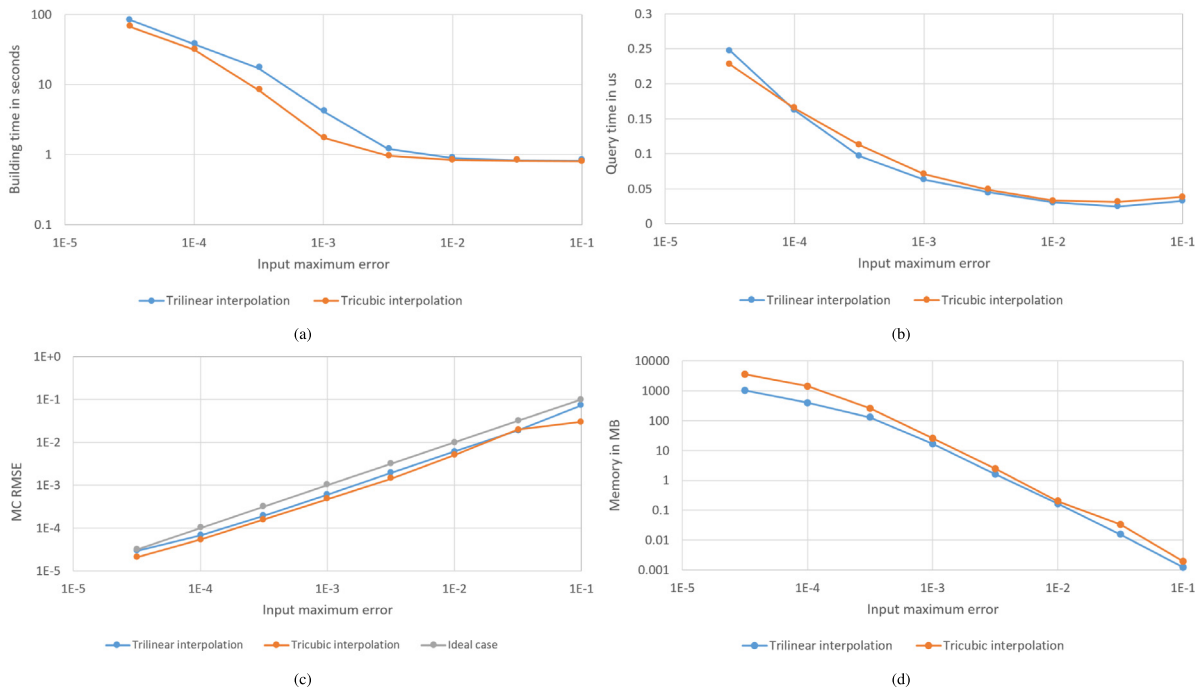 100
10
1
0.1
Building time in seconds
1E-5 1E-4 1E-3 1E-2 1E-1
Input maximum error
Trilinear interpolation Tricubic interpolation
(a)
0.3
0.25
0.2
0.15
0.1
0.05
0
Query time in us
1E-5 1E-4 1E-3 1E-2 1E-1
Input maximum error
Trilinear interpolation Tricubic interpolation
(b)
1E+0
1E-1
1E-2
1E-3
1E-4
1E-5
MC RMSE
1E-5 1E-4 1E-3 1E-2 1E-1
Input maximum error
Trilinear interpolation Tricubic interpolation Ideal case
(c)
10000
1000
100
10
1
0.1
0.01
0.001
Memory in MB
1E-5 1E-4 1E-3 1E-2 1E-1
Input maximum error
Trilinear interpolation Tricubic interpolation
(d)